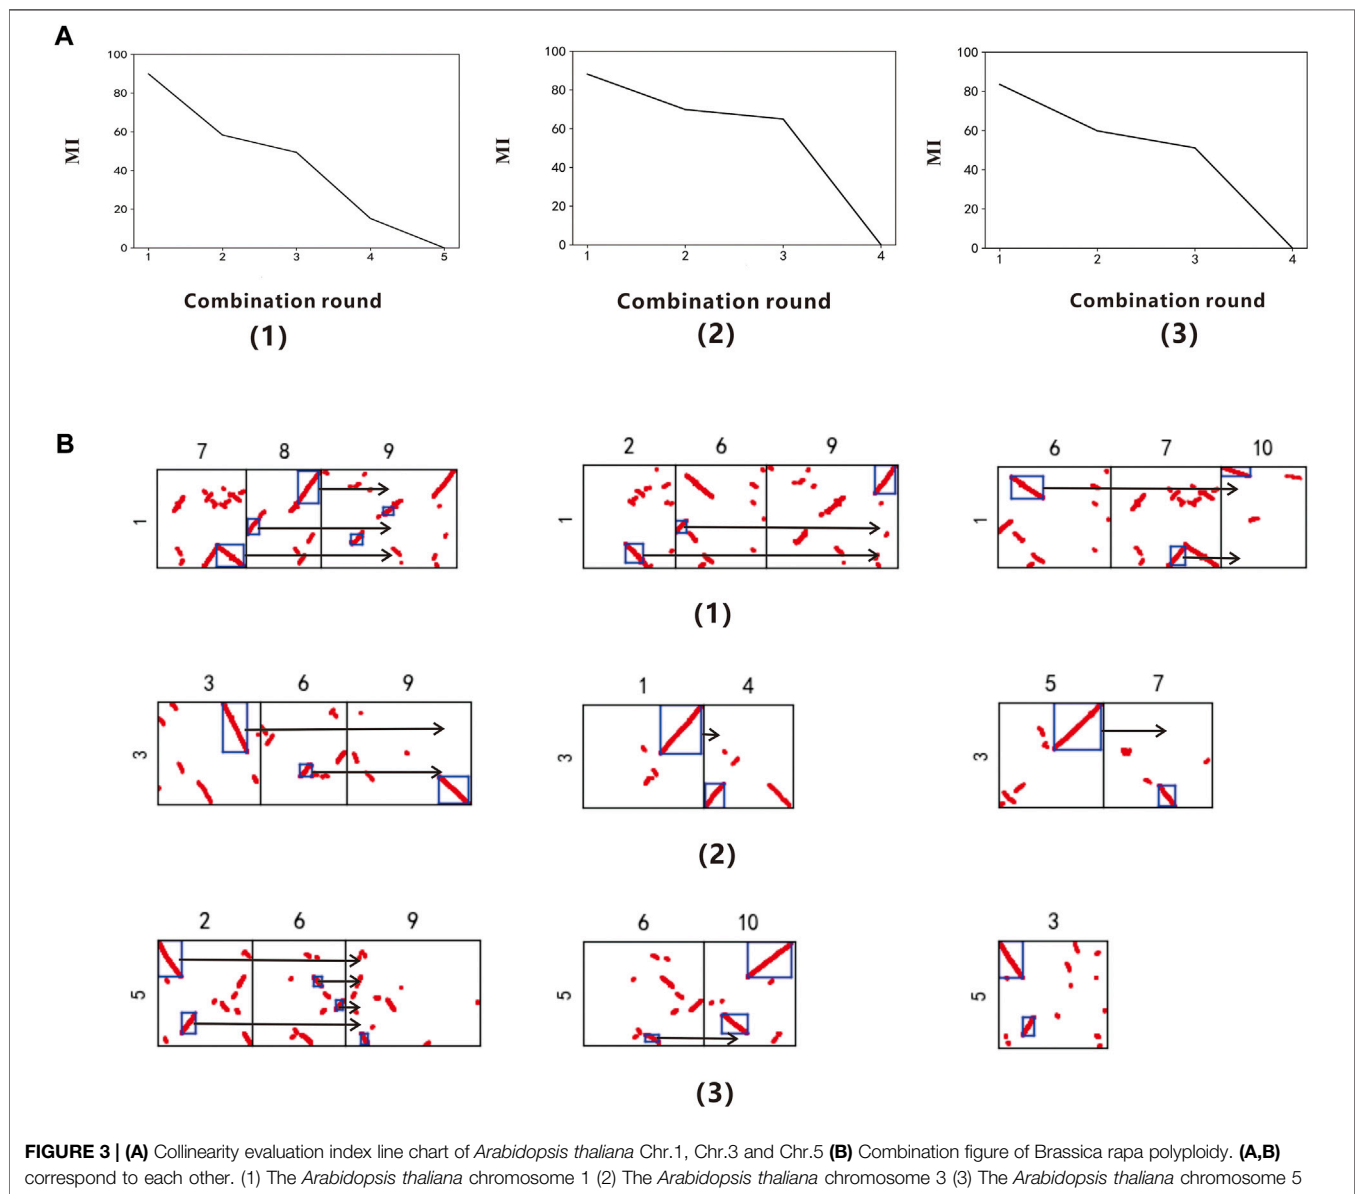 A
100
80
60
40
20
0
MI
1 2 3 4 5
Combination round
(1)
100
80
60
40
20
0
MI
1 2 3 4
Combination round
(2)
100
80
60
40
20
0
MI
1 2 3 4
Combination round
(3)
B
7 8 9
1
2 6 9
1
6 7 10
1
(1)
3 6 9
3
1 4
3
5 7
3
(2)
2 6 9
5
6 10
5
3
5
(3)
FIGURE 3 | (A) Collinearity evaluation index line chart of Arabidopsis thaliana Chr.1, Chr.3 and Chr.5 (B) Combination figure of Brassica rapa polyploidy. (A,B)
correspond to each other. (1) The Arabidopsis thaliana chromosome 1 (2) The Arabidopsis thaliana chromosome 3 (3) The Arabidopsis thaliana chromosome 5